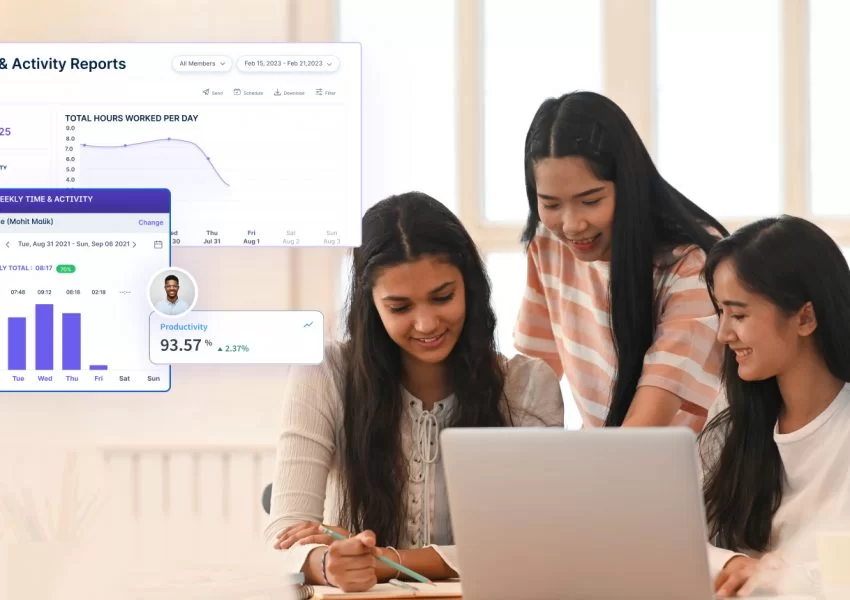 & Activity Reports
All Members
Feb 15, 2023 - Feb 21,2023
Send
Schedule
Download
Filter
25
TOTAL HOURS WORKED PER DAY
9.0
8.0
7.0
6.0
5.0
4.0
TY
Thu
Fri
Sat
Sun
30
Jul 31
Aug 1
Aug 2
Aug 3
EEKLY TIME & ACTIVITY
e (Mohit Malik)
Change
Tue, Aug 31 2021 - Sun, Sep 06 2021
LY TOTAL : 08:17
76%
07:48
09:12
08:18
02:18
--:--
Tue
Wed
Thu
Fri
Sat
Sun
Productivity
93.57 %
2.37%